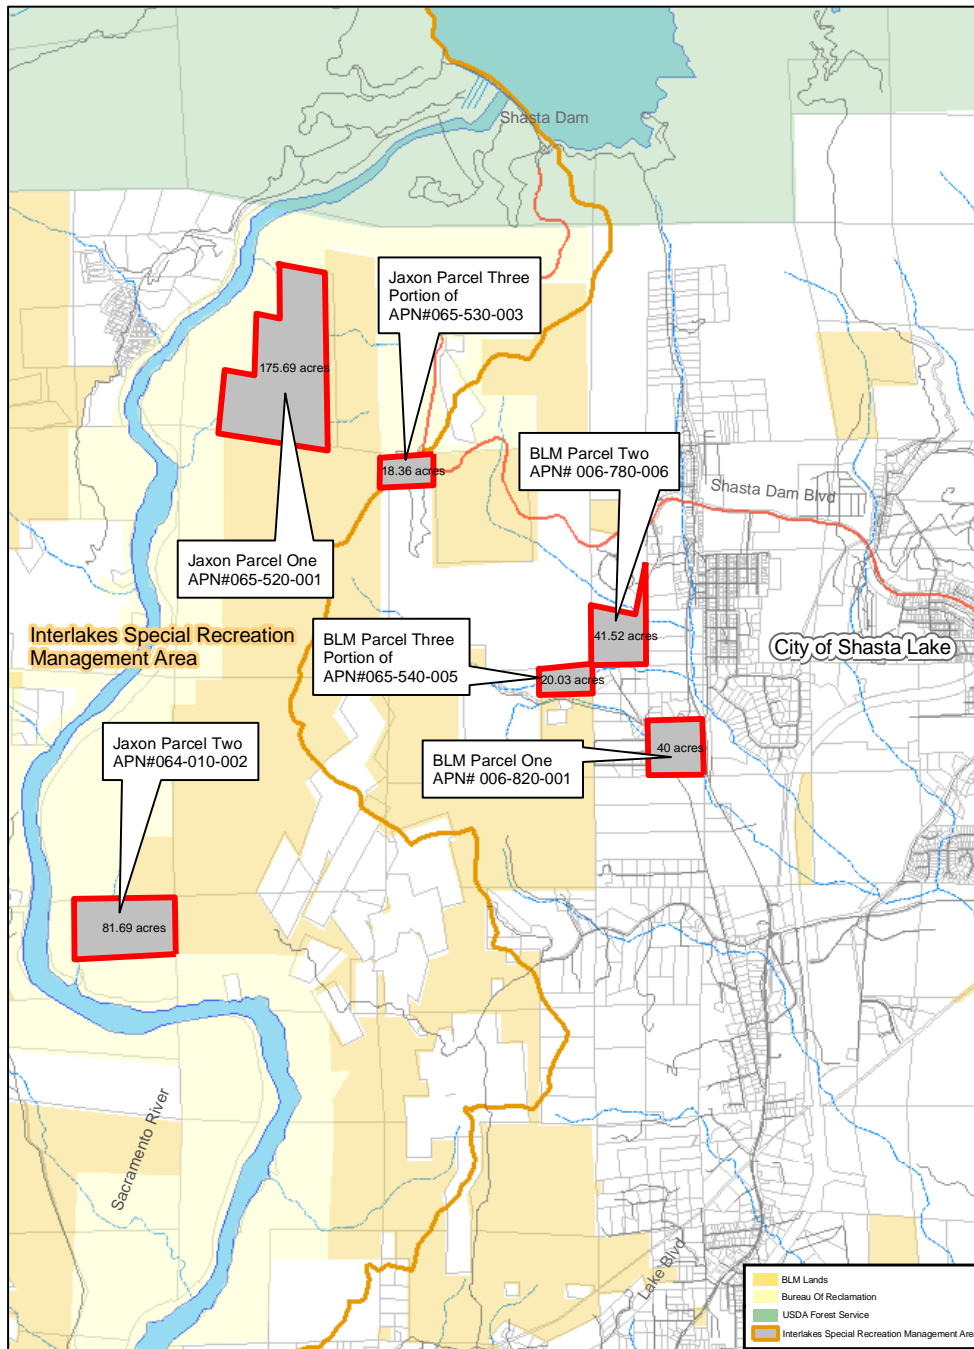 Shasta Dam
Jaxon Parcel Three
Portion of
APN#065-530-003
175.69 acres
18.36 acres
BLM Parcel Two
APN# 006-780-006
Shasta Dam Blvd
Jaxon Parcel One
APN#065-520-001
Interlakes Special Recreation
Management Area
BLM Parcel Three
Portion of
APN#065-540-005
41.52 acres
20.03 acres
City of Shasta Lake
Jaxon Parcel Two
APN#064-010-002
BLM Parcel One
APN# 006-820-001
40 acres
81.69 acres
Sacramento River
Lake Blvd
BLM Lands
Bureau Of Reclamation
USDA Forest Service
Interlakes Special Recreation Management Area